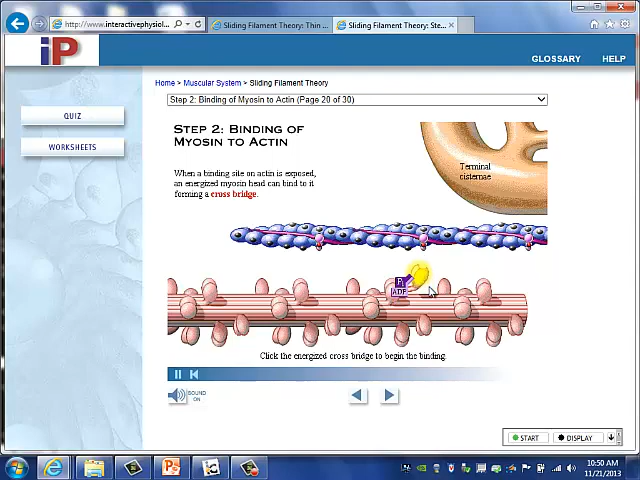 http://www.interactivephysiol...
Sliding Filament Theory: Thin ...
Sliding Filament Theory: Ste...
iP
GLOSSARY
HELP
Home > Muscular System > Sliding Filament Theory
Step 2: Binding of Myosin to Actin (Page 20 of 30)
QUIZ
WORKSHEETS
STEP 2: BINDING OF
MYOSIN TO ACTIN
When a binding site on actin is exposed,
an energized myosin head can bind to it
forming a cross bridge.
Terminal
cisternae
Pi
ADP
Click the energized cross bridge to begin the binding.
SOUND
ON
START
DISPLAY
10:50 AM
11/21/2013